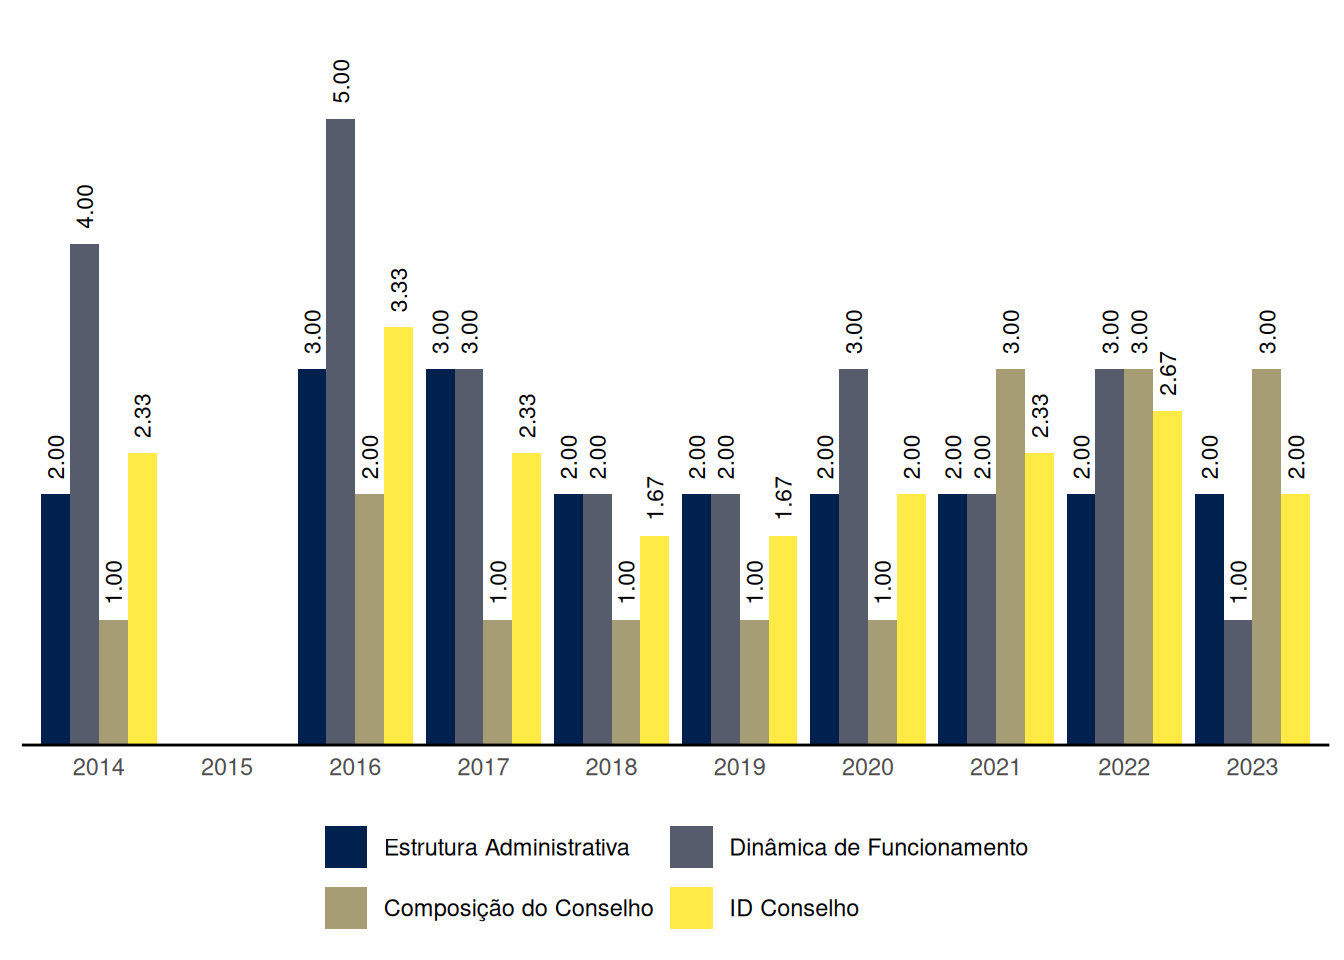 5.00
4.00
3.33
3.00 3.00 3.00 3.00 3.00 3.00 3.00 3.00
2.67
2.33 2.33 2.33
2.00 2.00 2.00 2.00 2.00 2.00 2.00 2.00 2.00 2.00 2.00 2.00 2.00
1.67 1.67
1.00 1.00 1.00 1.00 1.00 1.00
2014 2015 2016 2017 2018 2019 2020 2021 2022 2023
Estrutura Administrativa Dinâmica de Funcionamento
Composição do Conselho ID Conselho